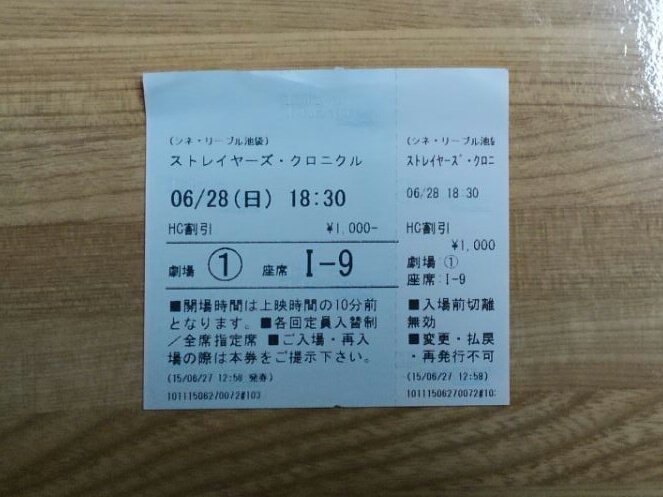 (シネ・リーブル池袋)
ストレイヤーズ・クロニクル
06/28(日) 18:30
HC割引 ¥1,000-
劇場 ① 座席 I-9
■開場時間は上映時間の10分前
となります。■各回定員入替制
/全席指定席 ■ご入場・再入
場の際は本券をご提示下さい。
(15/06/27 12:58 発券)
(シネ・リーブル池
ストレイヤーズ・クロニ
06/28 18:30
HC割引
¥1,000
劇場 ①
座席:I-9
■入場前切離
無効
■変更・払戻
・再発行不可
(15/06/27 12:58)